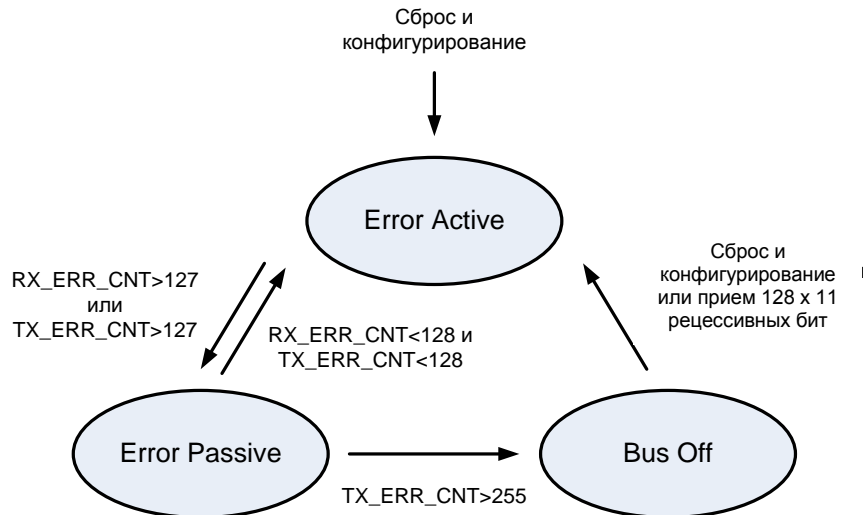 Сброс и
конфигурирование
Error Active
RX_ERR_CNT>127
или
TX_ERR_CNT>127
RX_ERR_CNT<128 и
TX_ERR_CNT<128
Сброс и
конфигурирование
или прием 128 x 11
рецессивных бит
Error Passive
TX_ERR_CNT>255
Bus Off